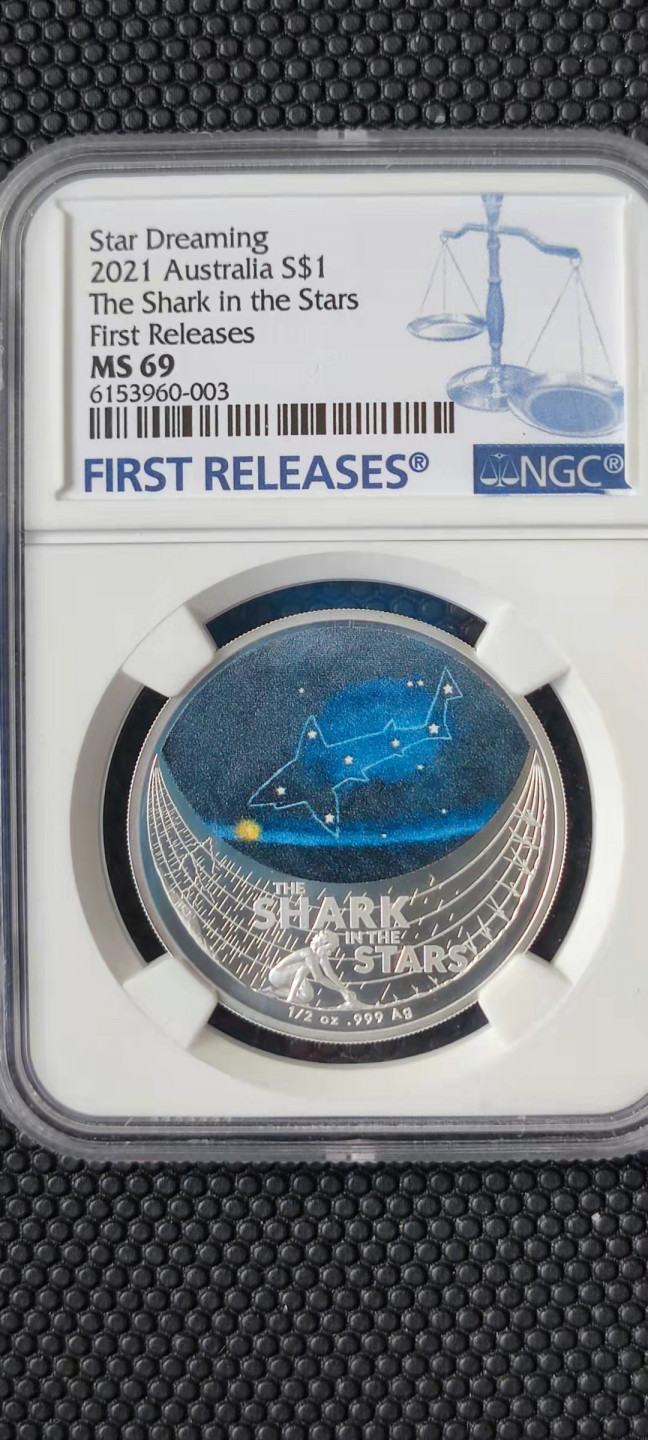 Star Dreaming
2021 Australia S$1
The Shark in the Stars
First Releases
MS 69
6153960-003
FIRST RELEASES®
NGC®
THE
SHARK
IN THE
STARS
1/2 oz .999 Ag